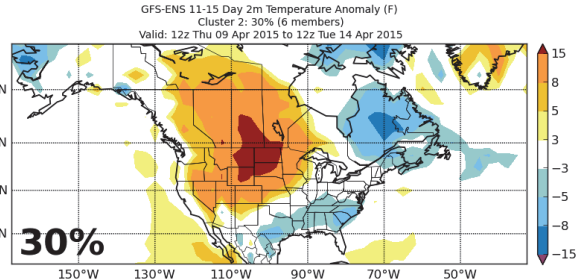 GFS-ENS 11-15 Day 2m Temperature Anomaly (F)
Cluster 2: 30% (6 members)
Valid: 12z Thu 09 Apr 2015 to 12z Tue 14 Apr 2015
N
N
N
N
30%
15
8
5
3
−3
−5
−8
−15
150°W
130°W
110°W
90°W
70°W
50°W